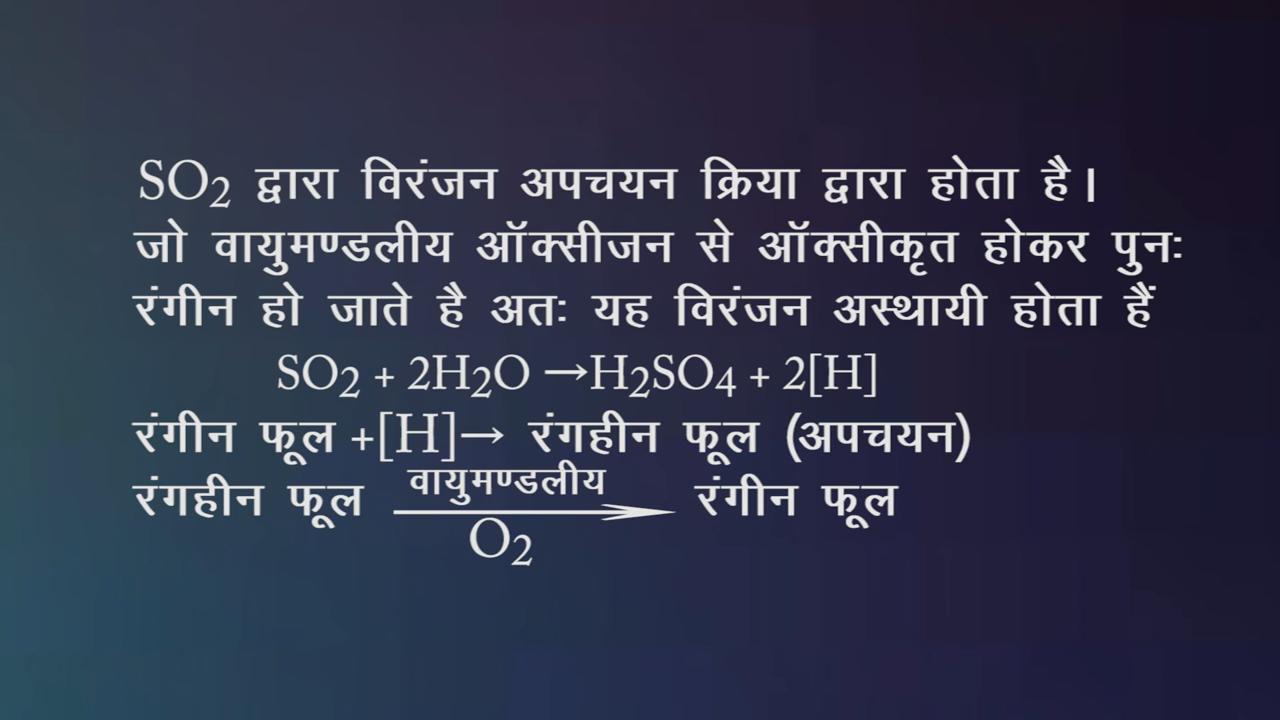 SO₂ द्वारा विरंजन अपचयन क्रिया द्वारा होता है।
जो वायुमण्डलीय ऑक्सीजन से ऑक्सीकृत होकर पुनः
रंगीन हो जाते है अतः यह विरंजन अस्थायी होता हैं
SO₂ + 2H₂O →H₂SO₄ + 2[H]
रंगीन फूल +[H]→ रंगहीन फूल (अपचयन)
रंगहीन फूल वायुमण्डलीय रंगीन फूल
O₂